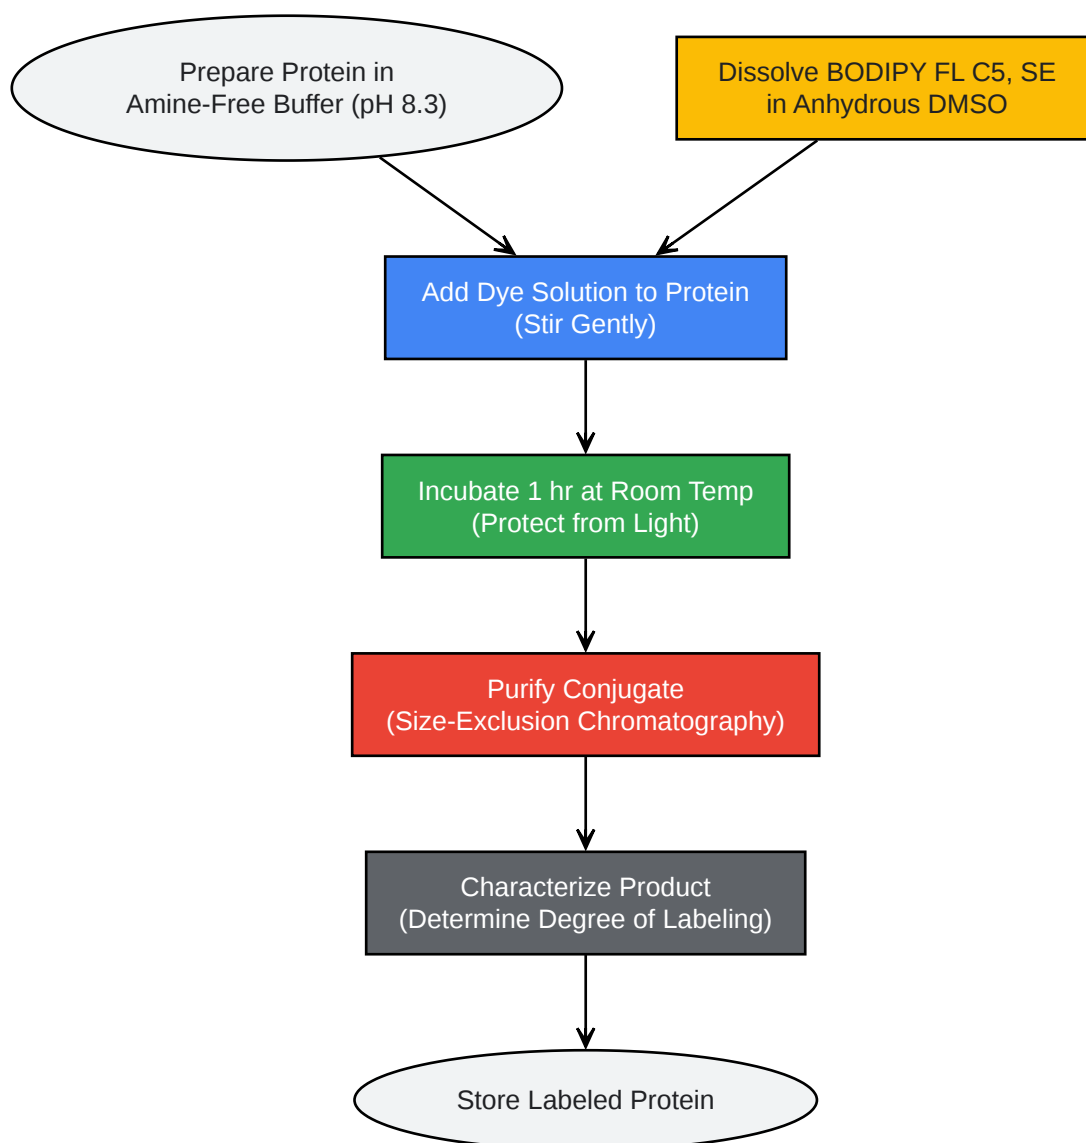 Prepare Protein in
Amine-Free Buffer (pH 8.3)
Dissolve BODIPY FL C5, SE
in Anhydrous DMSO
Add Dye Solution to Protein
(Stir Gently)
Incubate 1 hr at Room Temp
(Protect from Light)
Purify Conjugate
(Size-Exclusion Chromatography)
Characterize Product
(Determine Degree of Labeling)
Store Labeled Protein